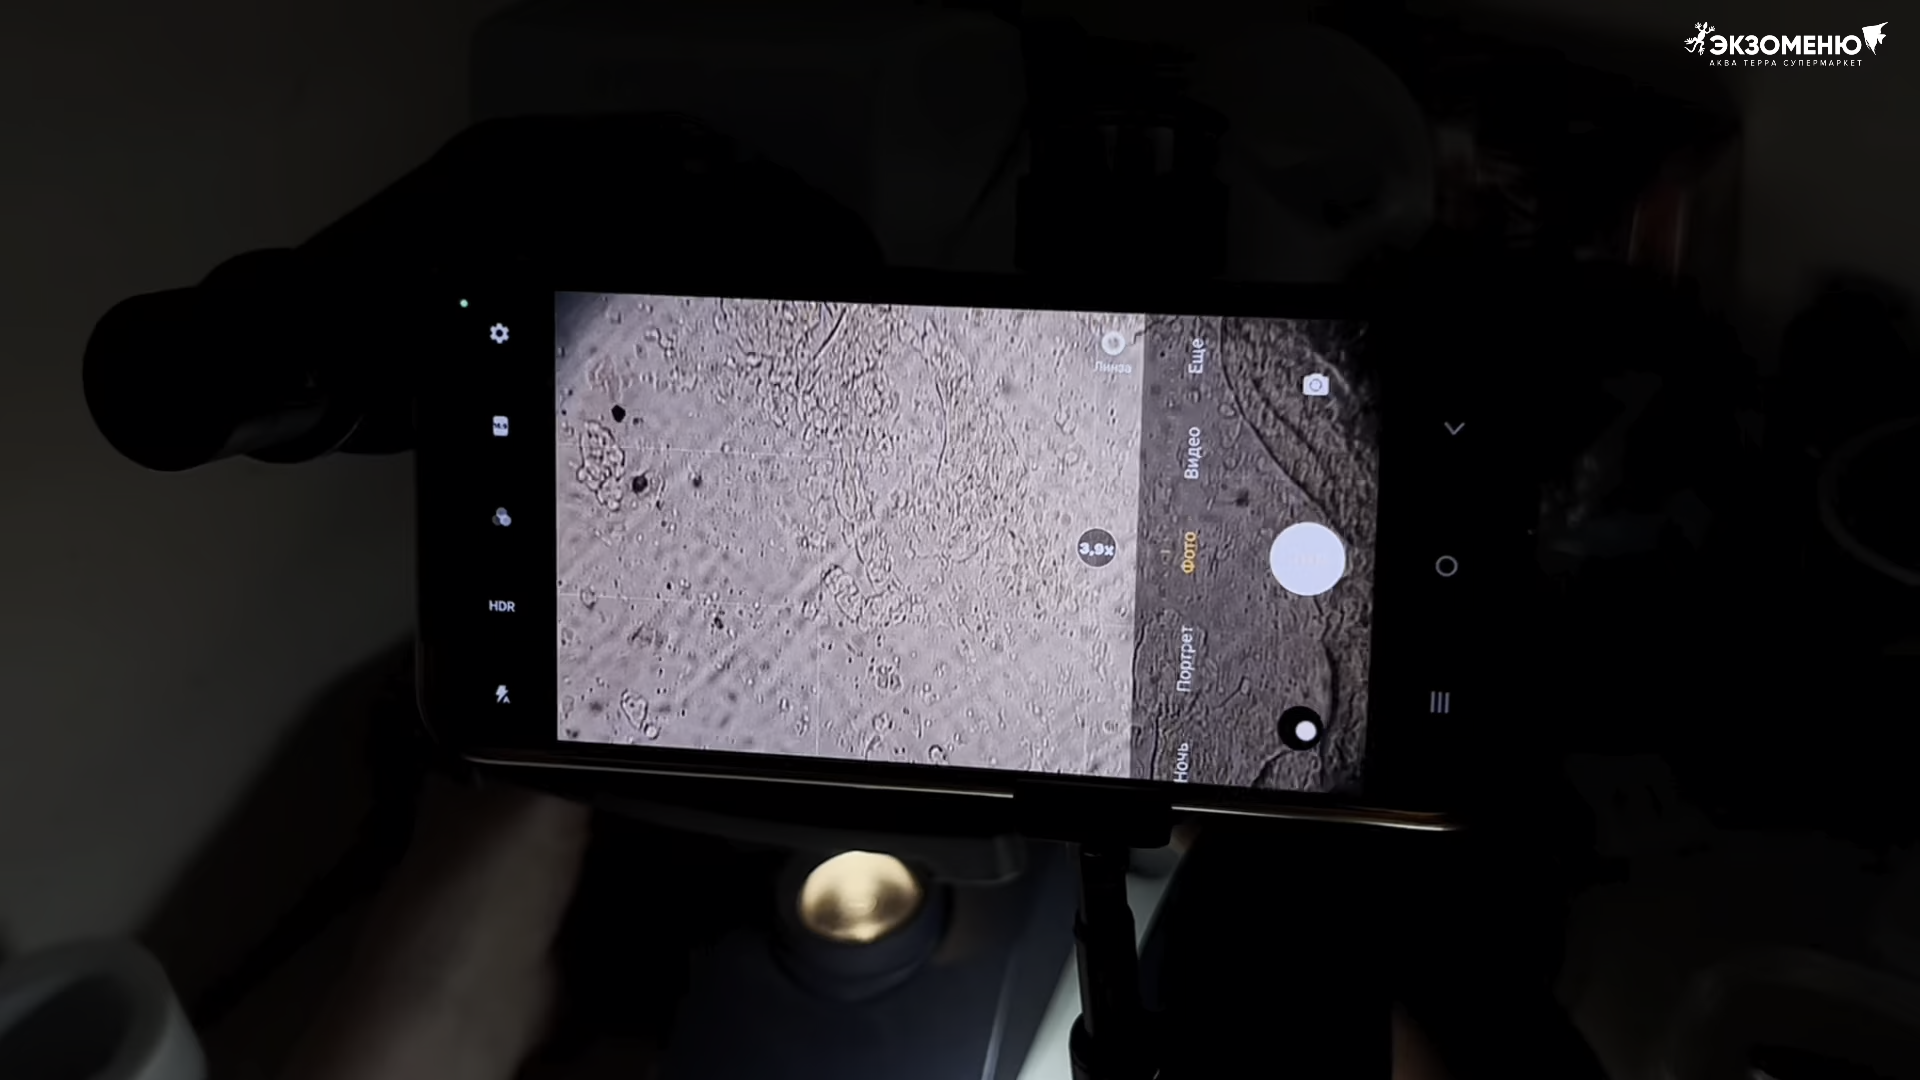 ЭКЗОМЕНЮ
АКВА ТЕРРА СУПЕРМАРКЕТ
Линза
Еще
Видео
3,9x
Фото
HDR
Портрет
Ночь